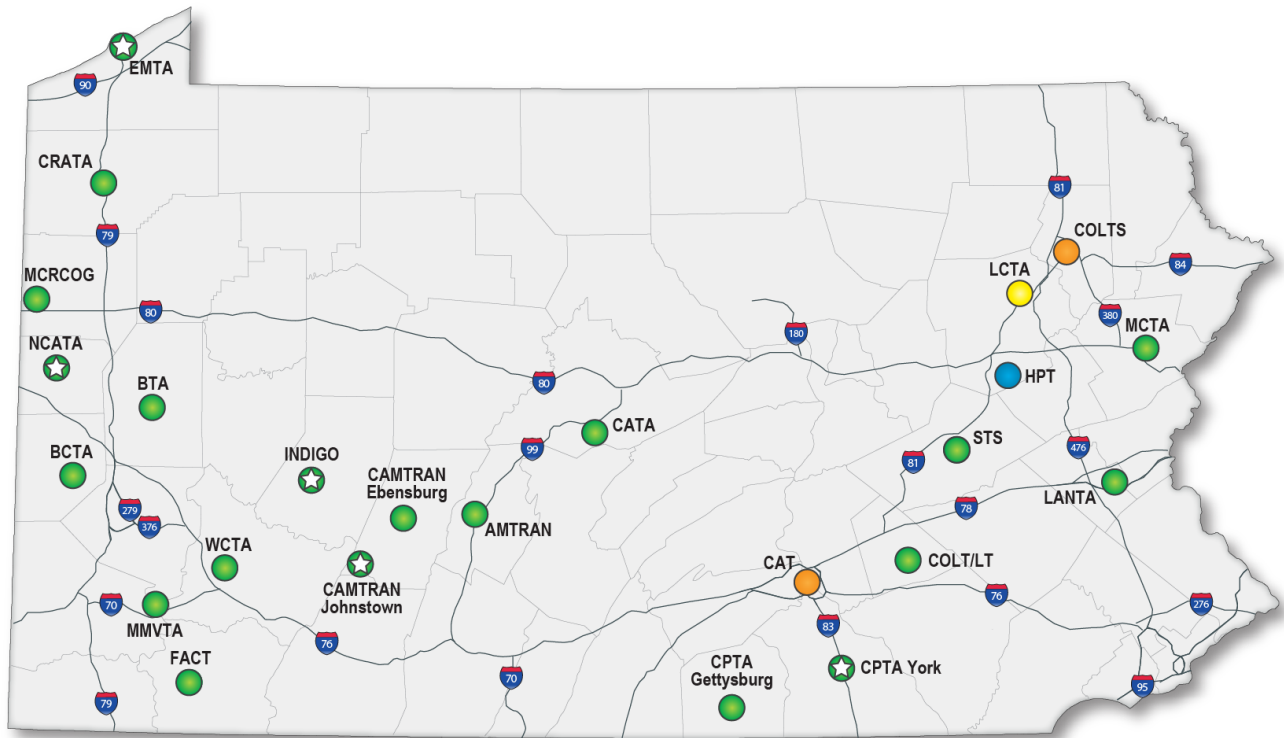 EMTA
90
CRATA
81
COLTS
79
84
MCRCOG
LCTA
80
380
180
MCTA
NCATA
80
HPT
BTA
CATA
STS
99
476
81
BCTA
INDIGO
CAMTRAN
Ebensburg
LANTA
279
376
AMTRAN
78
WCTA
CAMTRAN
Johnstown
CAT
COLT/LT
76
70
276
MMVTA
76
83
FACT
CPTA
Gettysburg
CPTA York
70
79
95